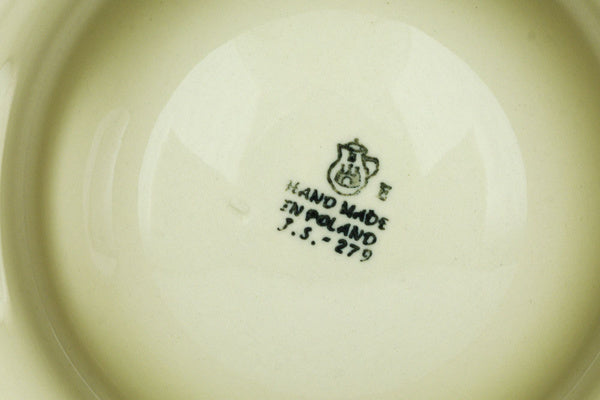 E
HAND MADE
IN POLAND
J.S.-279